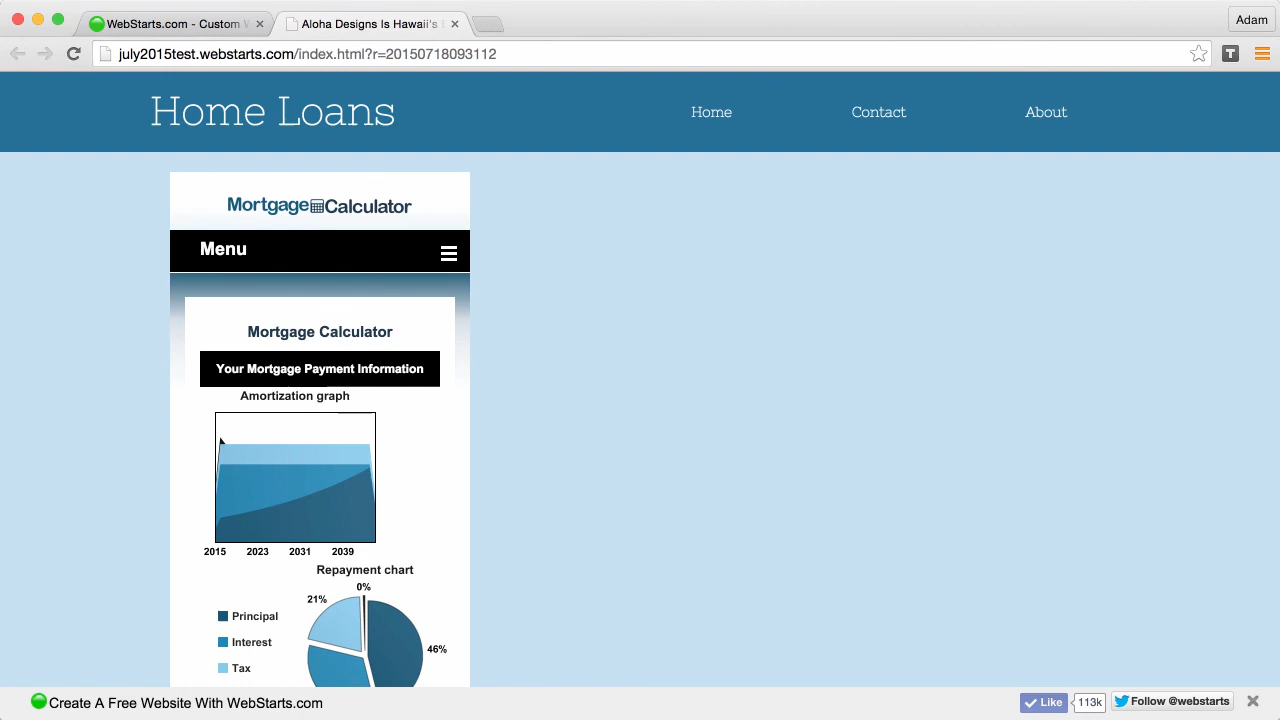 WebStarts.com - Custom
Aloha Designs Is Hawaii's
Adam
july2015test.webstarts.com/index.html?r=20150718093112
T
Home Loans
Home
Contact
About
Mortgage Calculator
Menu
Mortgage Calculator
Your Mortgage Payment Information
Amortization graph
2015 2023 2031 2039
Repayment chart
0%
21%
46%
Principal
Interest
Tax
Create A Free Website With WebStarts.com
Like
113k
Follow @webstarts